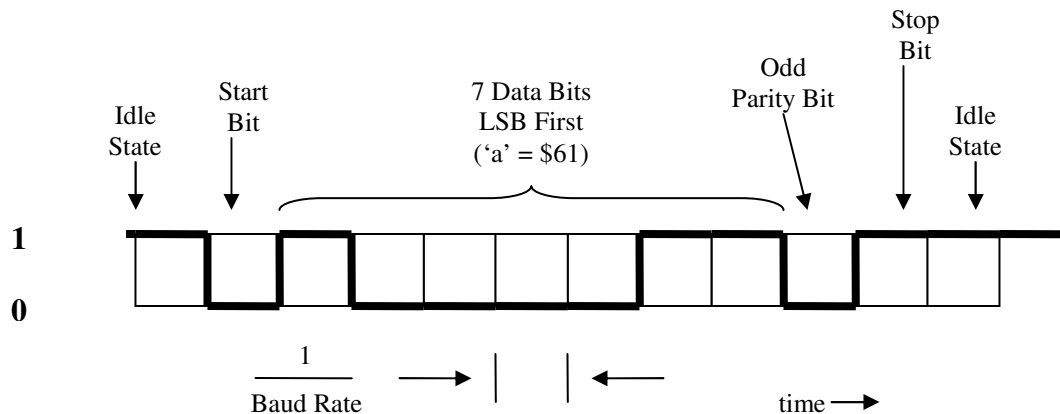 Idle
State
Start
Bit
7 Data Bits
LSB First
(‘a’ = $61)
Odd
Parity Bit
Stop
Bit
Idle
State
1
0
1
Baud Rate
time